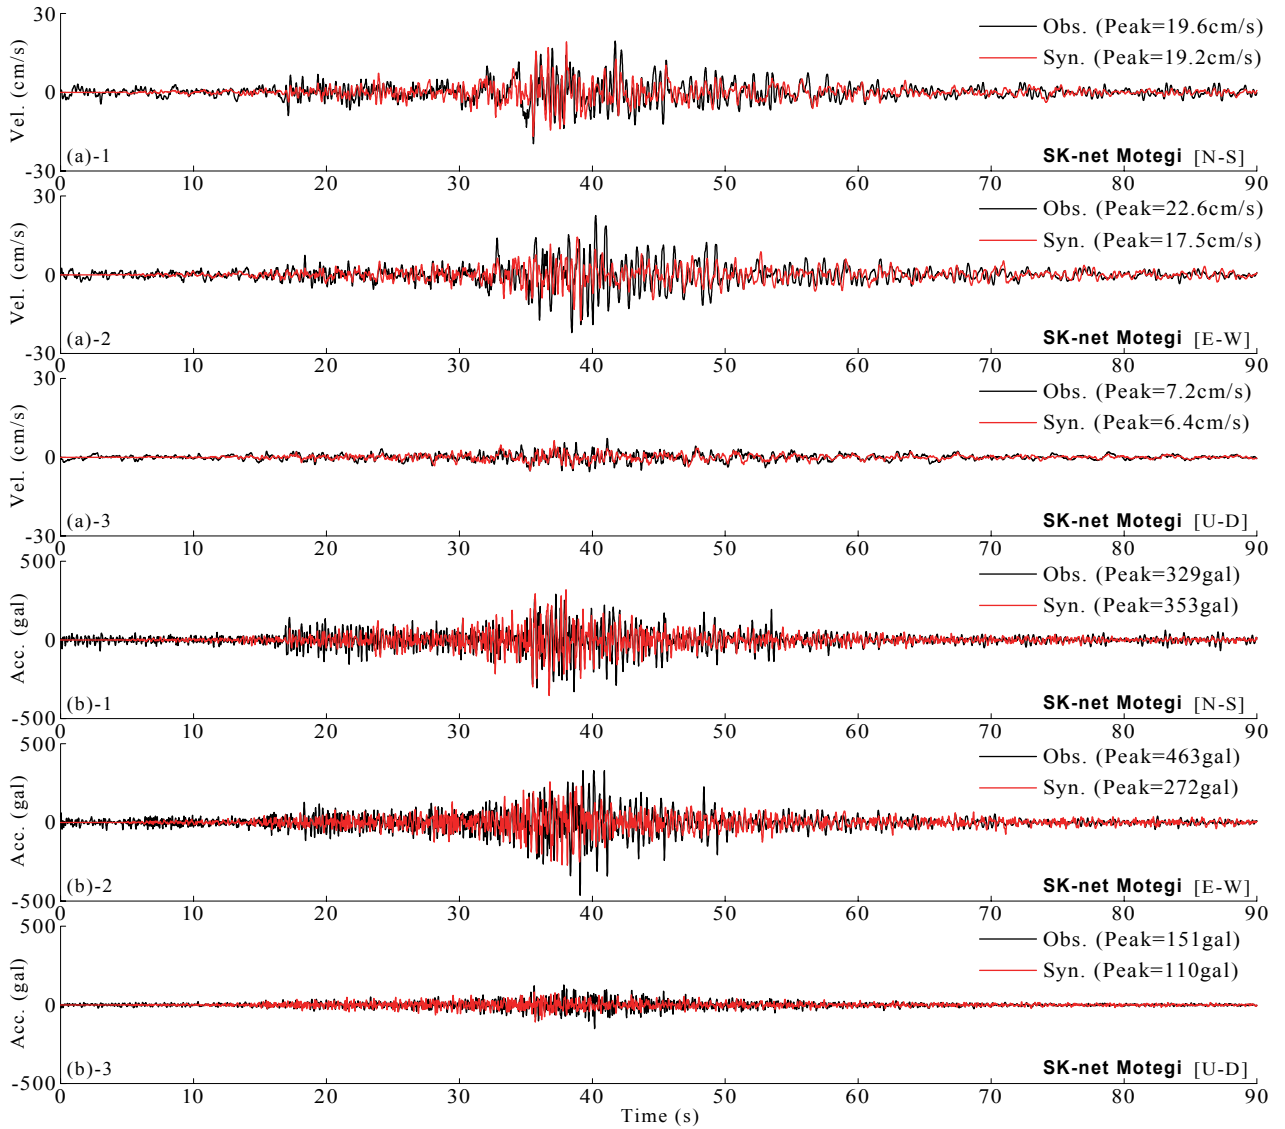 30
Obs. (Peak=19.6cm/s)
Syn. (Peak=19.2cm/s)
Vel. (cm/s)
0
(a)-1
SK-net Motegi [N-S]
-30
0 10 20 30 40 50 60 70 80 90
30
Obs. (Peak=22.6cm/s)
Syn. (Peak=17.5cm/s)
Vel. (cm/s)
0
(a)-2
SK-net Motegi [E-W]
-30
0 10 20 30 40 50 60 70 80 90
30
Obs. (Peak=7.2cm/s)
Syn. (Peak=6.4cm/s)
Vel. (cm/s)
0
(a)-3
SK-net Motegi [U-D]
-30
0 10 20 30 40 50 60 70 80 90
500
Obs. (Peak=329gal)
Syn. (Peak=353gal)
Acc. (gal)
0
(b)-1
SK-net Motegi [N-S]
-500
0 10 20 30 40 50 60 70 80 90
500
Obs. (Peak=463gal)
Syn. (Peak=272gal)
Acc. (gal)
0
(b)-2
SK-net Motegi [E-W]
-500
0 10 20 30 40 50 60 70 80 90
500
Obs. (Peak=151gal)
Syn. (Peak=110gal)
Acc. (gal)
0
(b)-3
SK-net Motegi [U-D]
-500
0 10 20 30 40 50 60 70 80 90
Time (s)